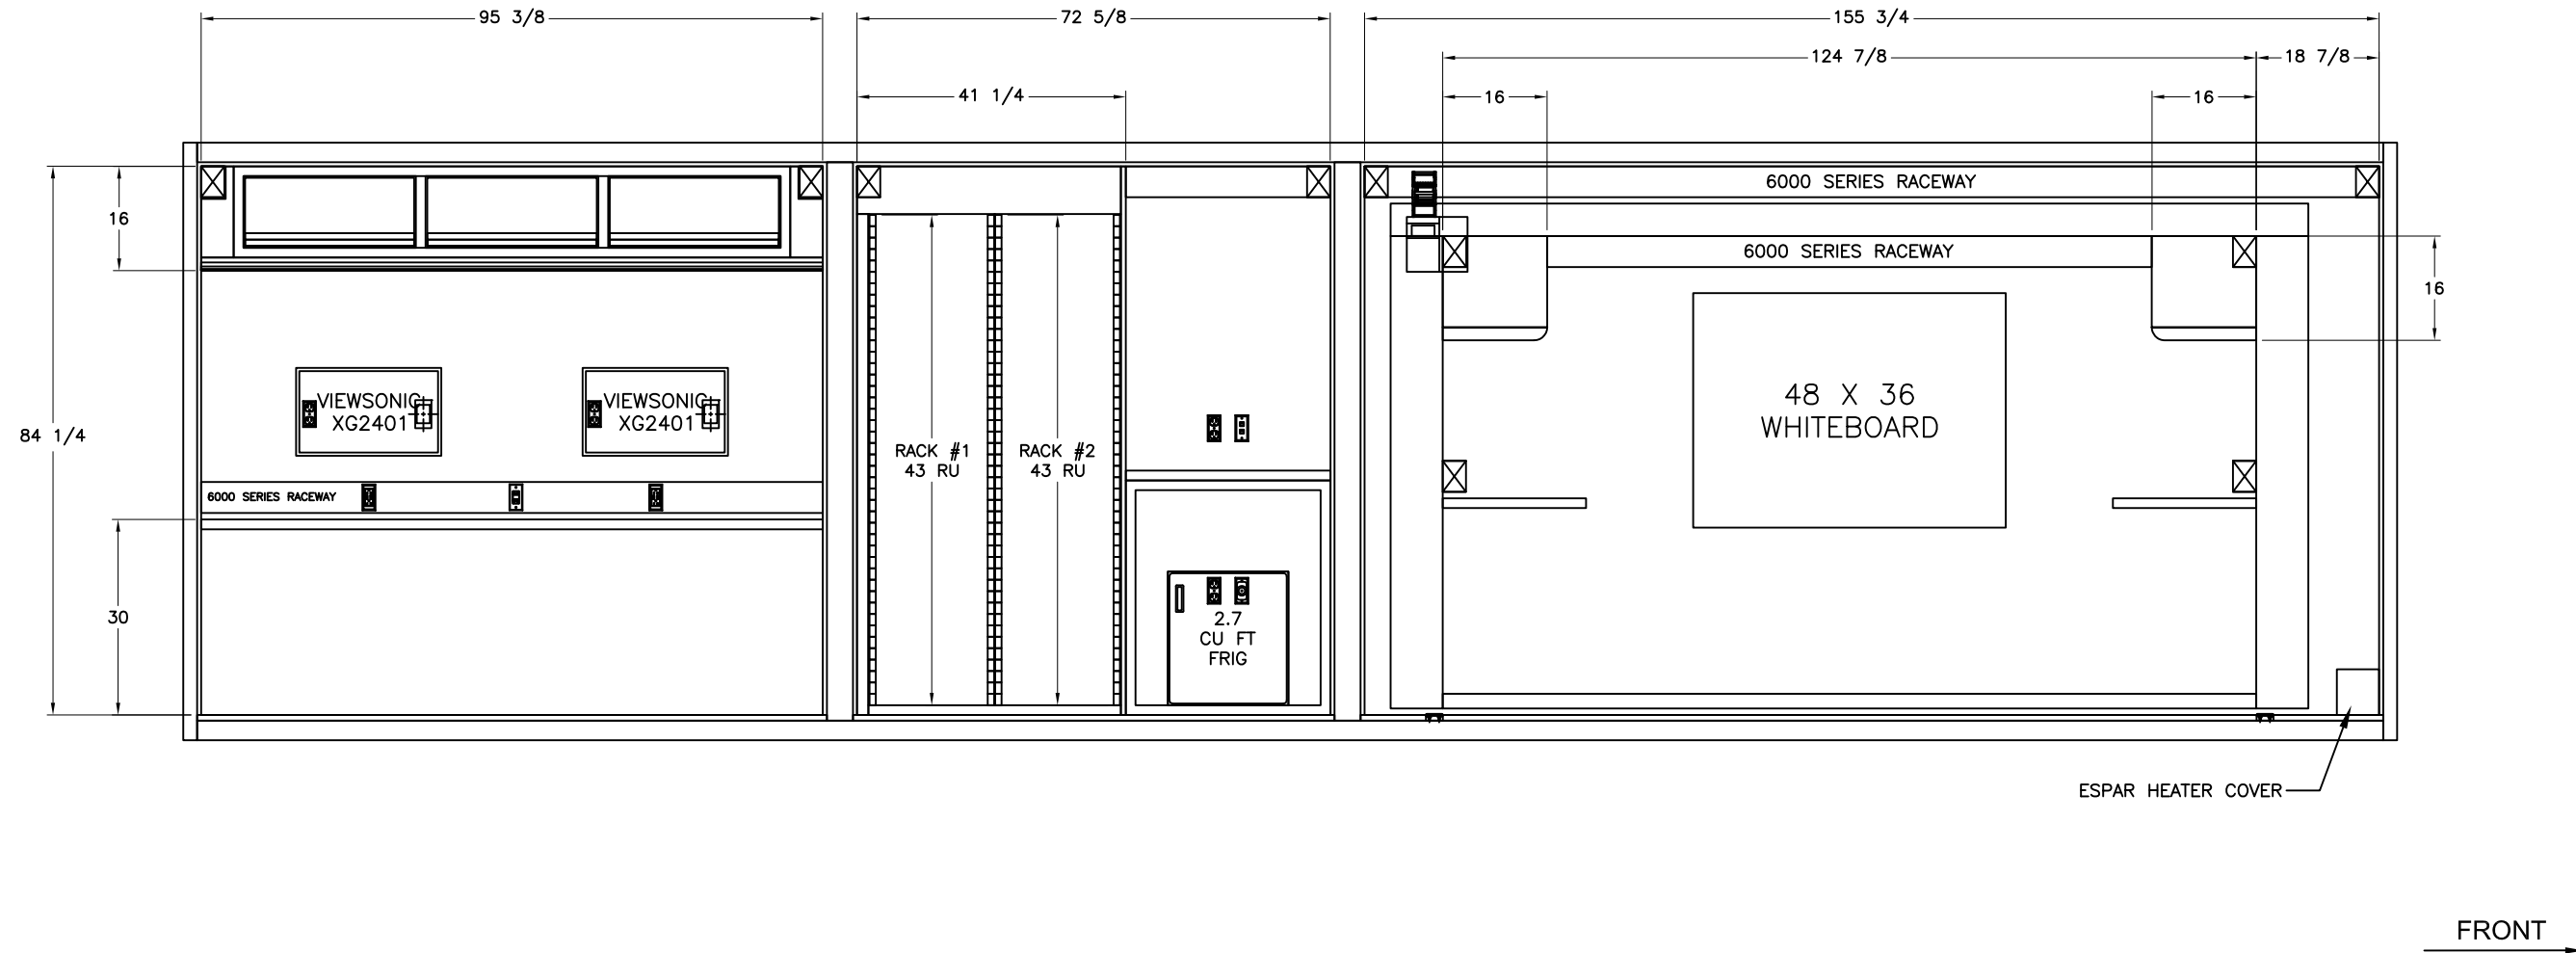 95 3/8
72 5/8
155 3/4
124 7/8
18 7/8
41 1/4
16
16
6000 SERIES RACEWAY
16
6000 SERIES RACEWAY
16
VIEWSONIC
XG2401
VIEWSONIC
XG2401
48 X 36
WHITEBOARD
84 1/4
RACK #1
43 RU
RACK #2
43 RU
6000 SERIES RACEWAY
30
2.7
CU FT
FRIG
ESPAR HEATER COVER
FRONT